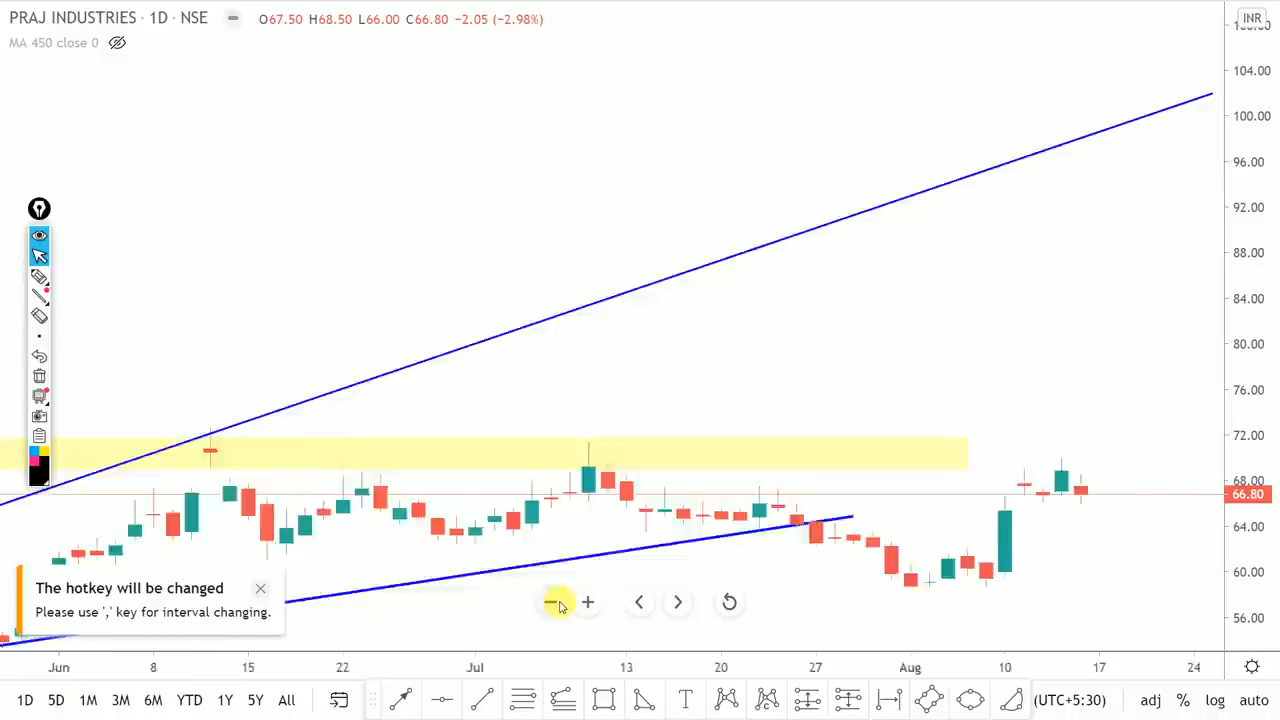 PRAJ INDUSTRIES · 1D · NSE
O67.50 H68.50 L66.00 C66.80 −2.05 (−2.98%)
MA 450 close 0
INR
104.00
100.00
96.00
92.00
88.00
84.00
80.00
76.00
72.00
68.00
66.80
64.00
60.00
56.00
The hotkey will be changed
Please use ',' key for interval changing.
Jun 8 15 22 Jul 13 20 27 Aug 10 17 24
1D 5D 1M 3M 6M YTD 1Y 5Y All
T
C
(UTC+5:30) adj % log auto